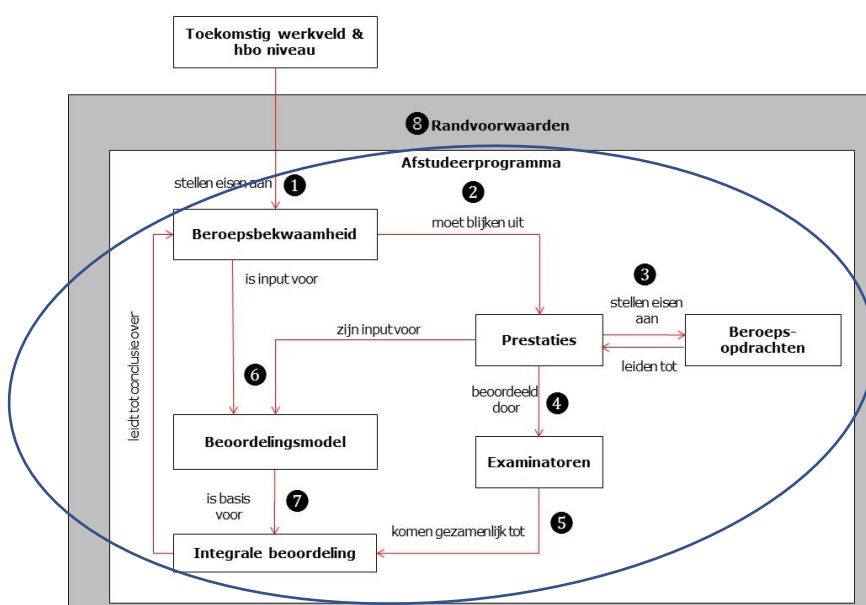 Toekomstig werkveld &
hbo niveau
8 Randvoorwaarden
Afstudeerprogramma
stellen eisen aan
1
2
Beroepsbekwaamheid
moet blijken uit
is input voor
3
stellen eisen
aan
zijn input voor
Prestaties
Beroeps-
opdrachten
leiden tot
leidt tot conclusie over
6
beoordeeld
door
4
Beoordelingsmodel
Examinatoren
is basis
voor
7
komen gezamenlijk tot
5
Integrale beoordeling